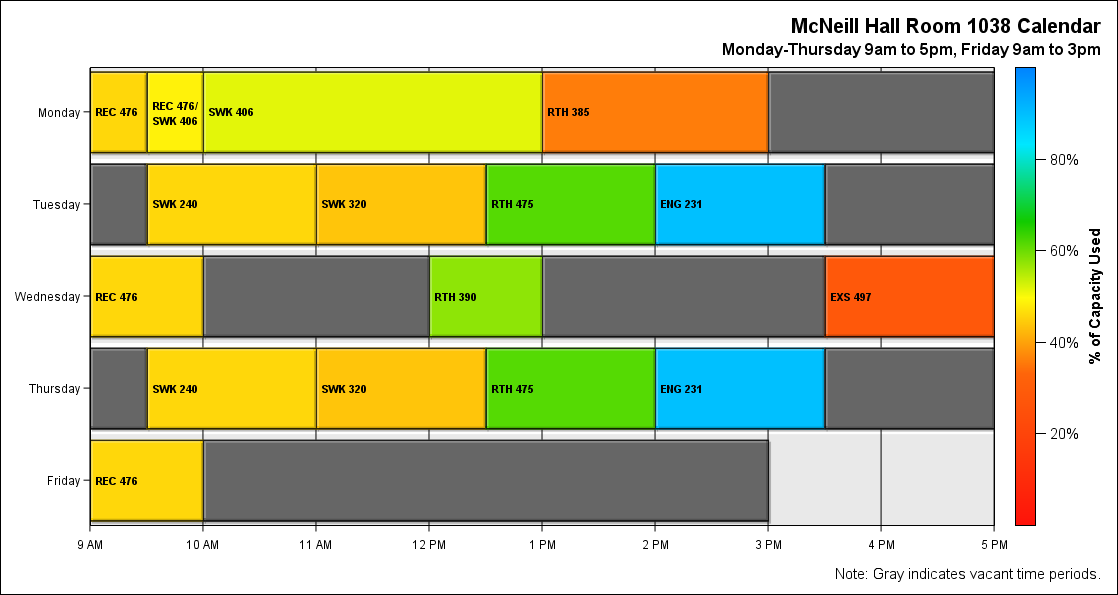 McNeill Hall Room 1038 Calendar
Monday-Thursday 9am to 5pm, Friday 9am to 3pm
Monday
REC 476
REC 476/
SWK 406
SWK 406
RTH 385
Tuesday
SWK 240
SWK 320
RTH 475
ENG 231
Wednesday
REC 476
RTH 390
EXS 497
Thursday
SWK 240
SWK 320
RTH 475
ENG 231
Friday
REC 476
9 AM
10 AM
11 AM
12 PM
1 PM
2 PM
3 PM
4 PM
5 PM
80%
60%
40%
20%
% of Capacity Used
Note: Gray indicates vacant time periods.